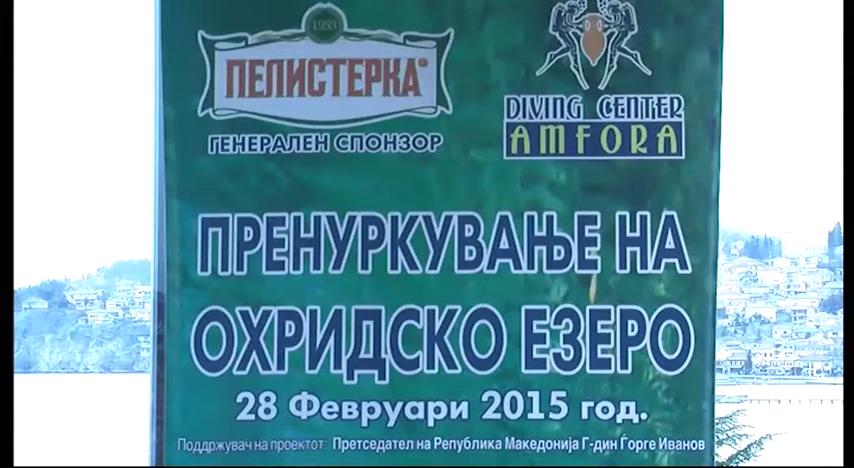 1953
ПЕЛИСТЕРКА®
ГЕНЕРАЛЕН СПОНЗОР
DIVING CENTER
AMFORA
ПРЕНУРКУВАЊЕ НА
ОХРИДСКО ЕЗЕРО
28 Февруари 2015 год.
Поддржувач на проектот: Претседател на Република Македонија Г-дин Ѓорге Иванов